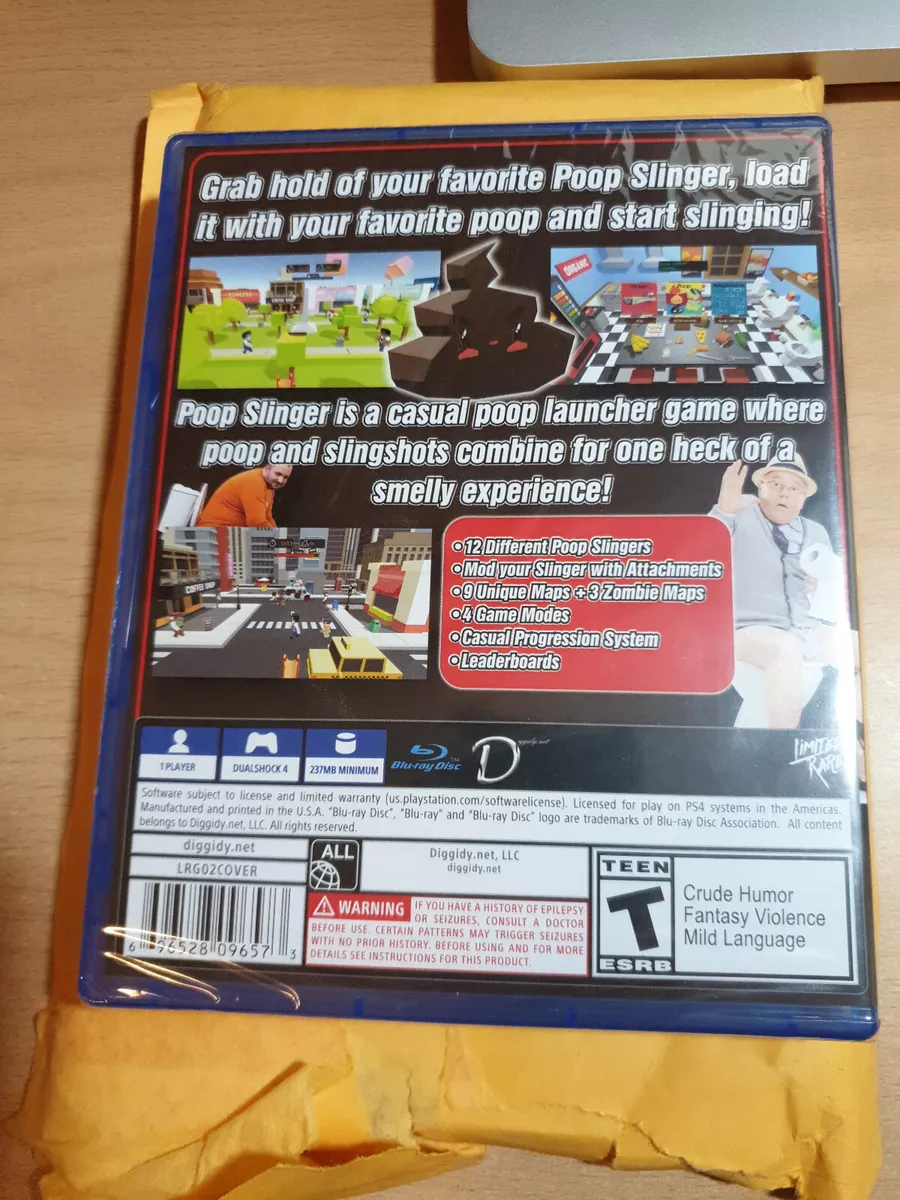 Grab hold of your favorite Poop Slinger, load
it with your favorite poop and start slinging!
ORGANIC
Poop Slinger is a casual poop launcher game where
poop and slingshots combine for one heck of a
smelly experience!
COFFEE SHOP
•12 Different Poop Slingers
•Mod your Slinger with Attachments
•9 Unique Maps + 3 Zombie Maps
•4 Game Modes
•Casual Progression System
•Leaderboards
1 PLAYER
DUALSHOCK 4
237MB MINIMUM
Blu-ray Disc™
Diggidy.net
LIMITED
RARE
Software subject to license and limited warranty (us.playstation.com/softwarelicense). Licensed for play on PS4 systems in the Americas.
Manufactured and printed in the U.S.A. "Blu-ray Disc", "Blu-ray" and "Blu-ray Disc" logo are trademarks of Blu-ray Disc Association. All content
belongs to Diggidy.net, LLC. All rights reserved.
diggidy.net
LRG02COVER
ALL
Diggidy.net, LLC
diggidy.net
6 96528 09657 3
WARNING IF YOU HAVE A HISTORY OF EPILEPSY
OR SEIZURES, CONSULT A DOCTOR
BEFORE USE. CERTAIN PATTERNS MAY TRIGGER SEIZURES
WITH NO PRIOR HISTORY. BEFORE USING AND FOR MORE
DETAILS SEE INSTRUCTIONS FOR THIS PRODUCT.
TEEN
T
ESRB
Crude Humor
Fantasy Violence
Mild Language